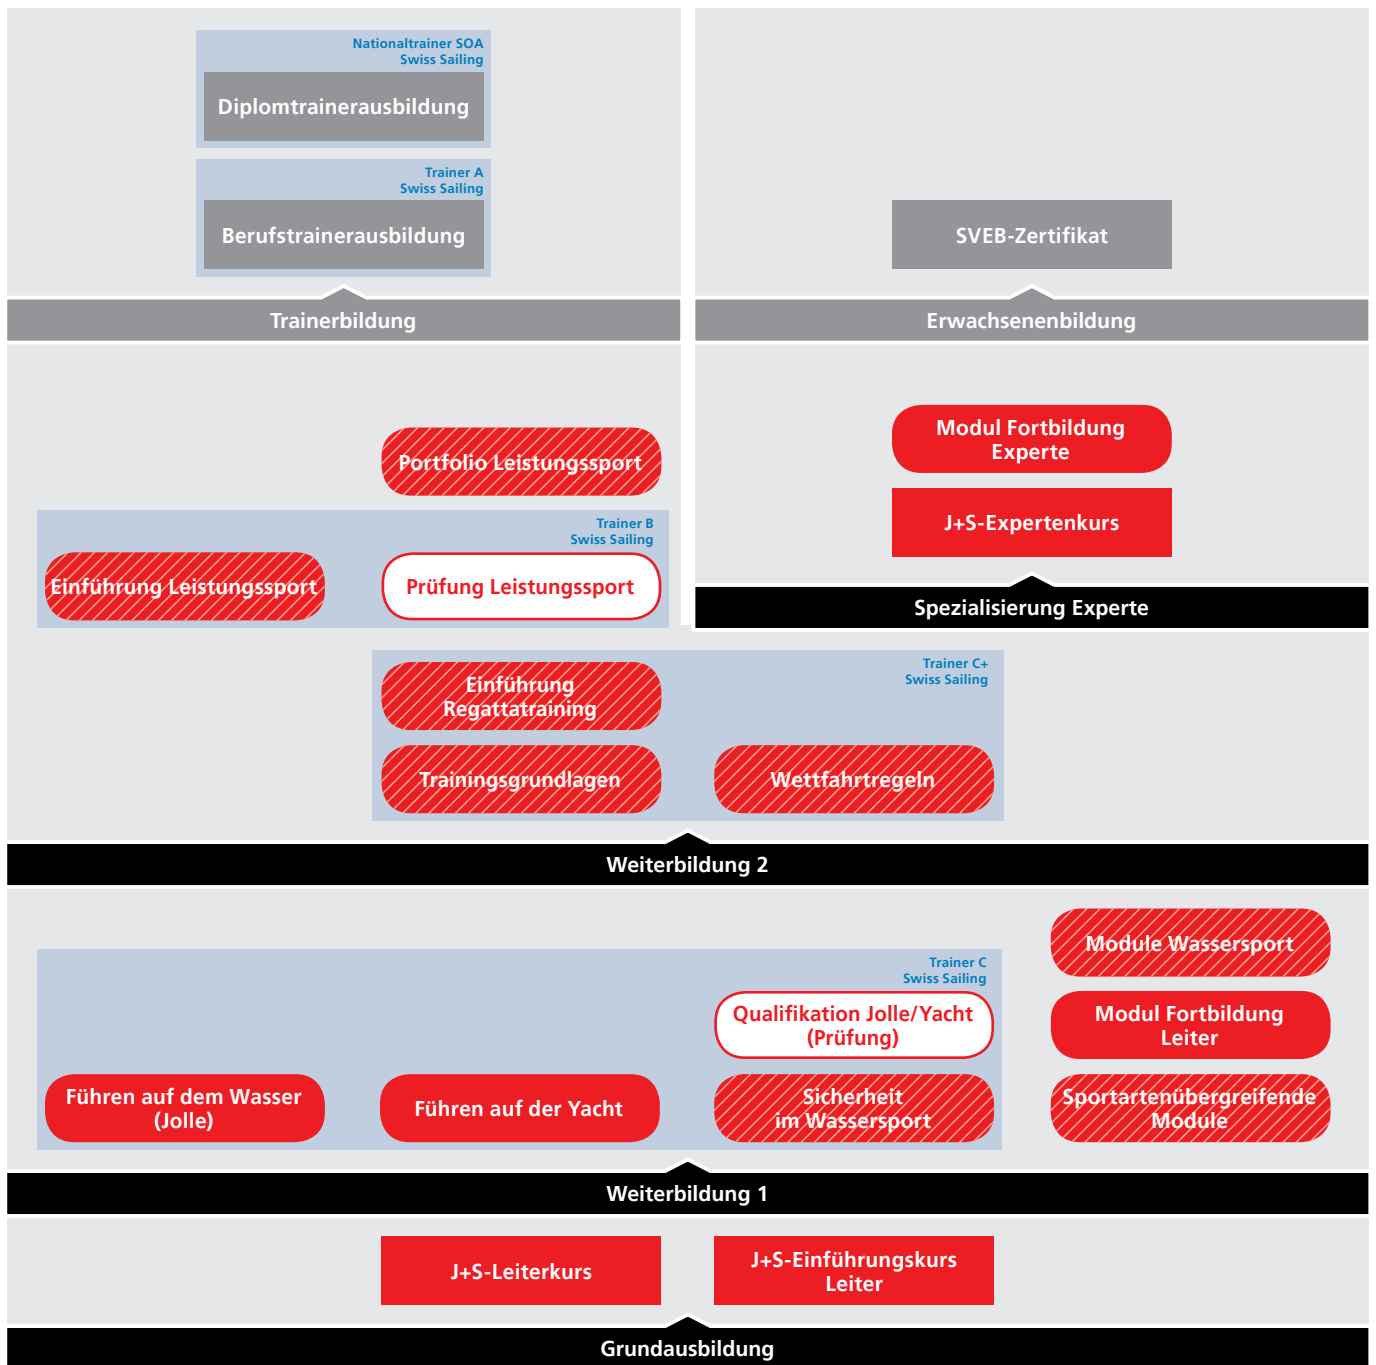 Nationaltrainer SOA
Swiss Sailing
Diplomtrainerausbildung
Trainer A
Swiss Sailing
Berufstrainerausbildung
SVEB-Zertifikat
Trainerbildung
Erwachsenenbildung
Modul Fortbildung
Experte
Portfolio Leistungssport
J+S-Expertenkurs
Trainer B
Swiss Sailing
Einführung Leistungssport
Prüfung Leistungssport
Spezialisierung Experte
Trainer C+
Swiss Sailing
Einführung
Regattatraining
Trainingsgrundlagen
Wettfahrtregeln
Weiterbildung 2
Module Wassersport
Trainer C
Swiss Sailing
Qualifikation Jolle/Yacht
(Prüfung)
Modul Fortbildung
Leiter
Führen auf dem Wasser
(Jolle)
Führen auf der Yacht
Sicherheit
im Wassersport
Sportartenübergreifende
Module
Weiterbildung 1
J+S-Leiterkurs
J+S-Einführungskurs
Leiter
Grundausbildung